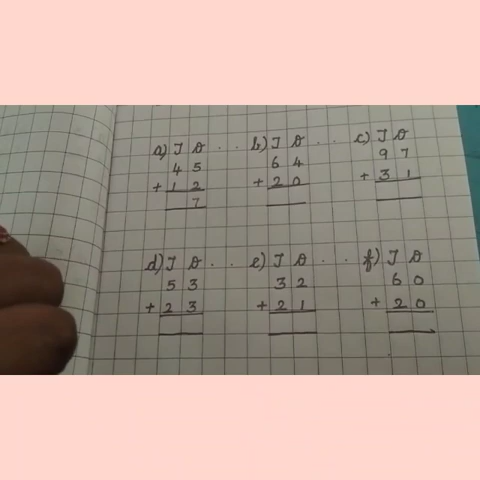 a) T O . . b) T O . . c) T O
4 5 6 4 9 7
+ 1 2 + 2 0 + 3 1
7
d) T O . . e) T O . . f) T O
5 3 3 2 6 0
+ 2 3 + 2 1 + 2 0